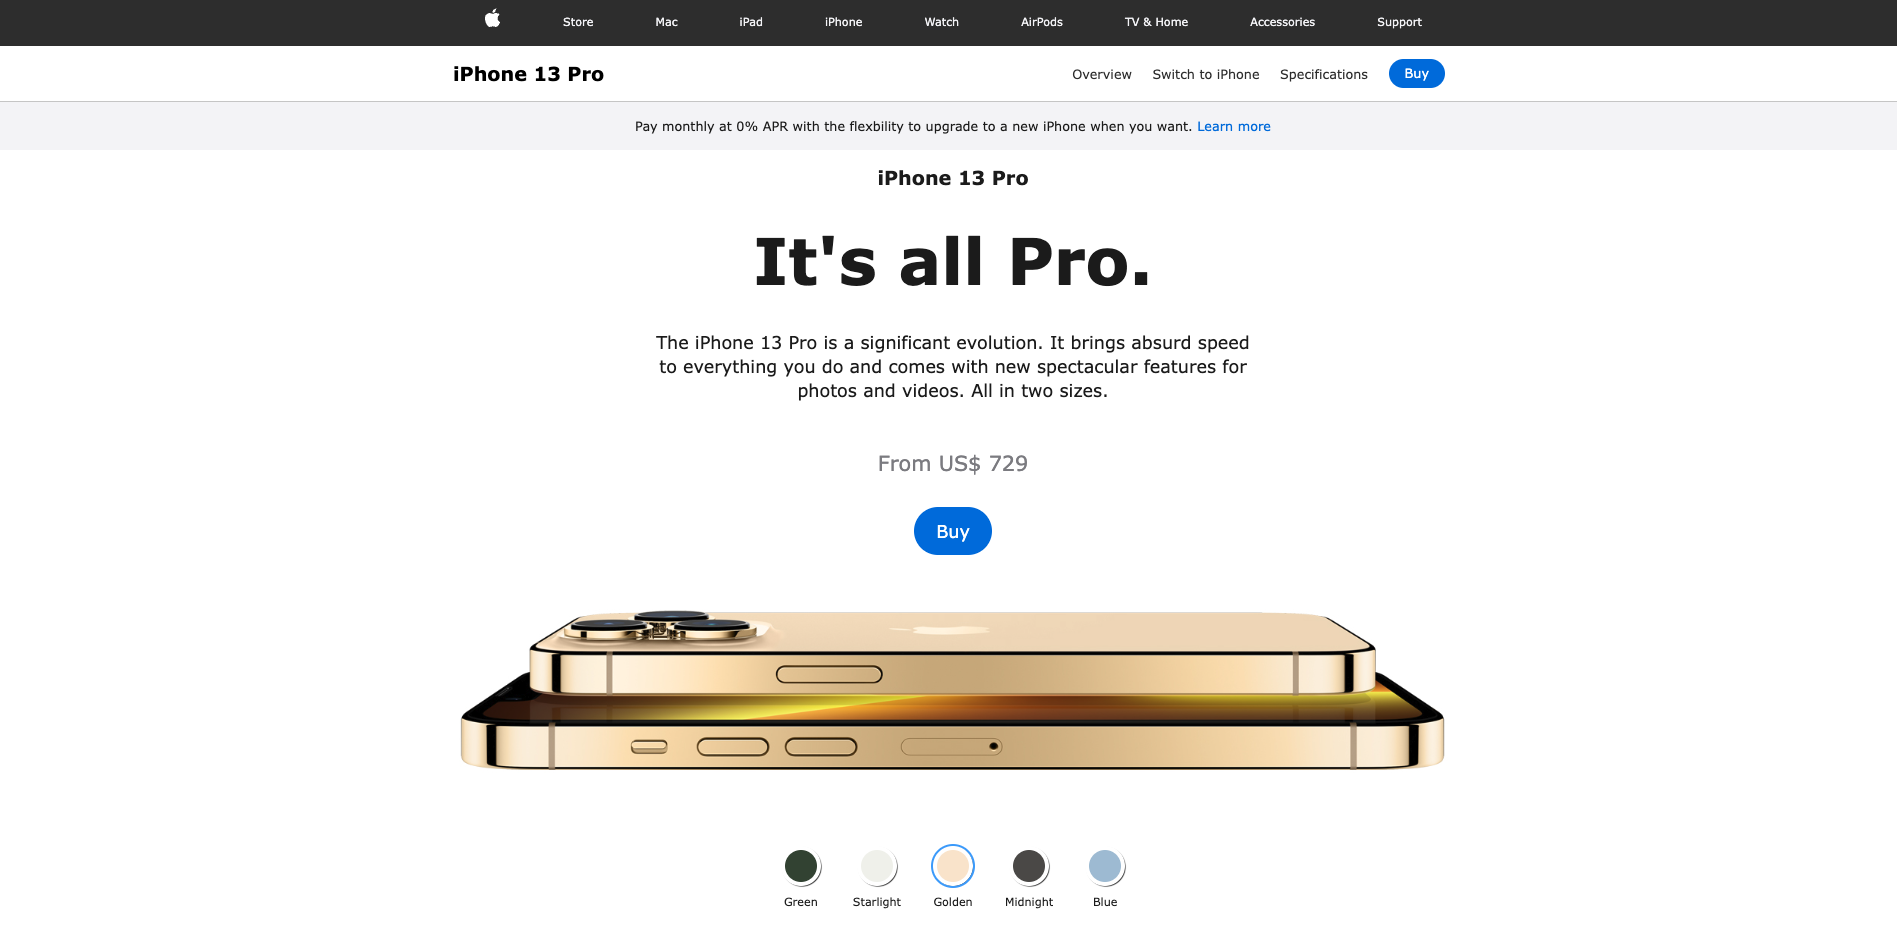 Store Mac iPad iPhone Watch AirPods TV & Home Accessories Support
iPhone 13 Pro Overview Switch to iPhone Specifications Buy
Pay monthly at 0% APR with the flexbility to upgrade to a new iPhone when you want. Learn more
iPhone 13 Pro
It's all Pro.
The iPhone 13 Pro is a significant evolution. It brings absurd speed
to everything you do and comes with new spectacular features for
photos and videos. All in two sizes.
From US$ 729
Buy
Green Starlight Golden Midnight Blue